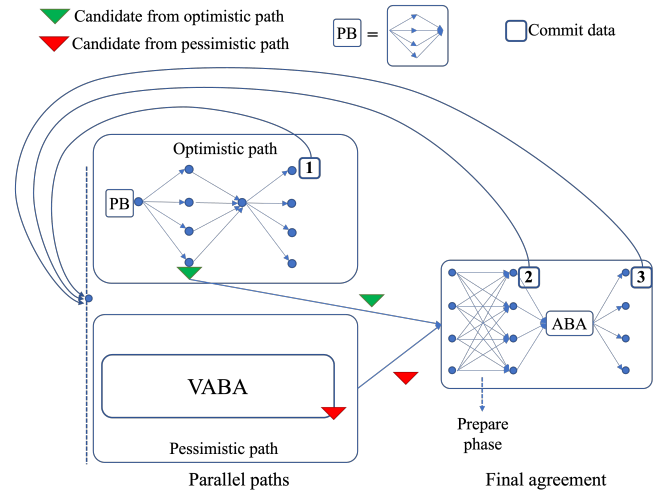 Candidate from optimistic path
Candidate from pessimistic path
PB =
Commit data
Optimistic path
1
PB
2
3
ABA
VABA
Prepare
phase
Pessimistic path
Parallel paths
Final agreement